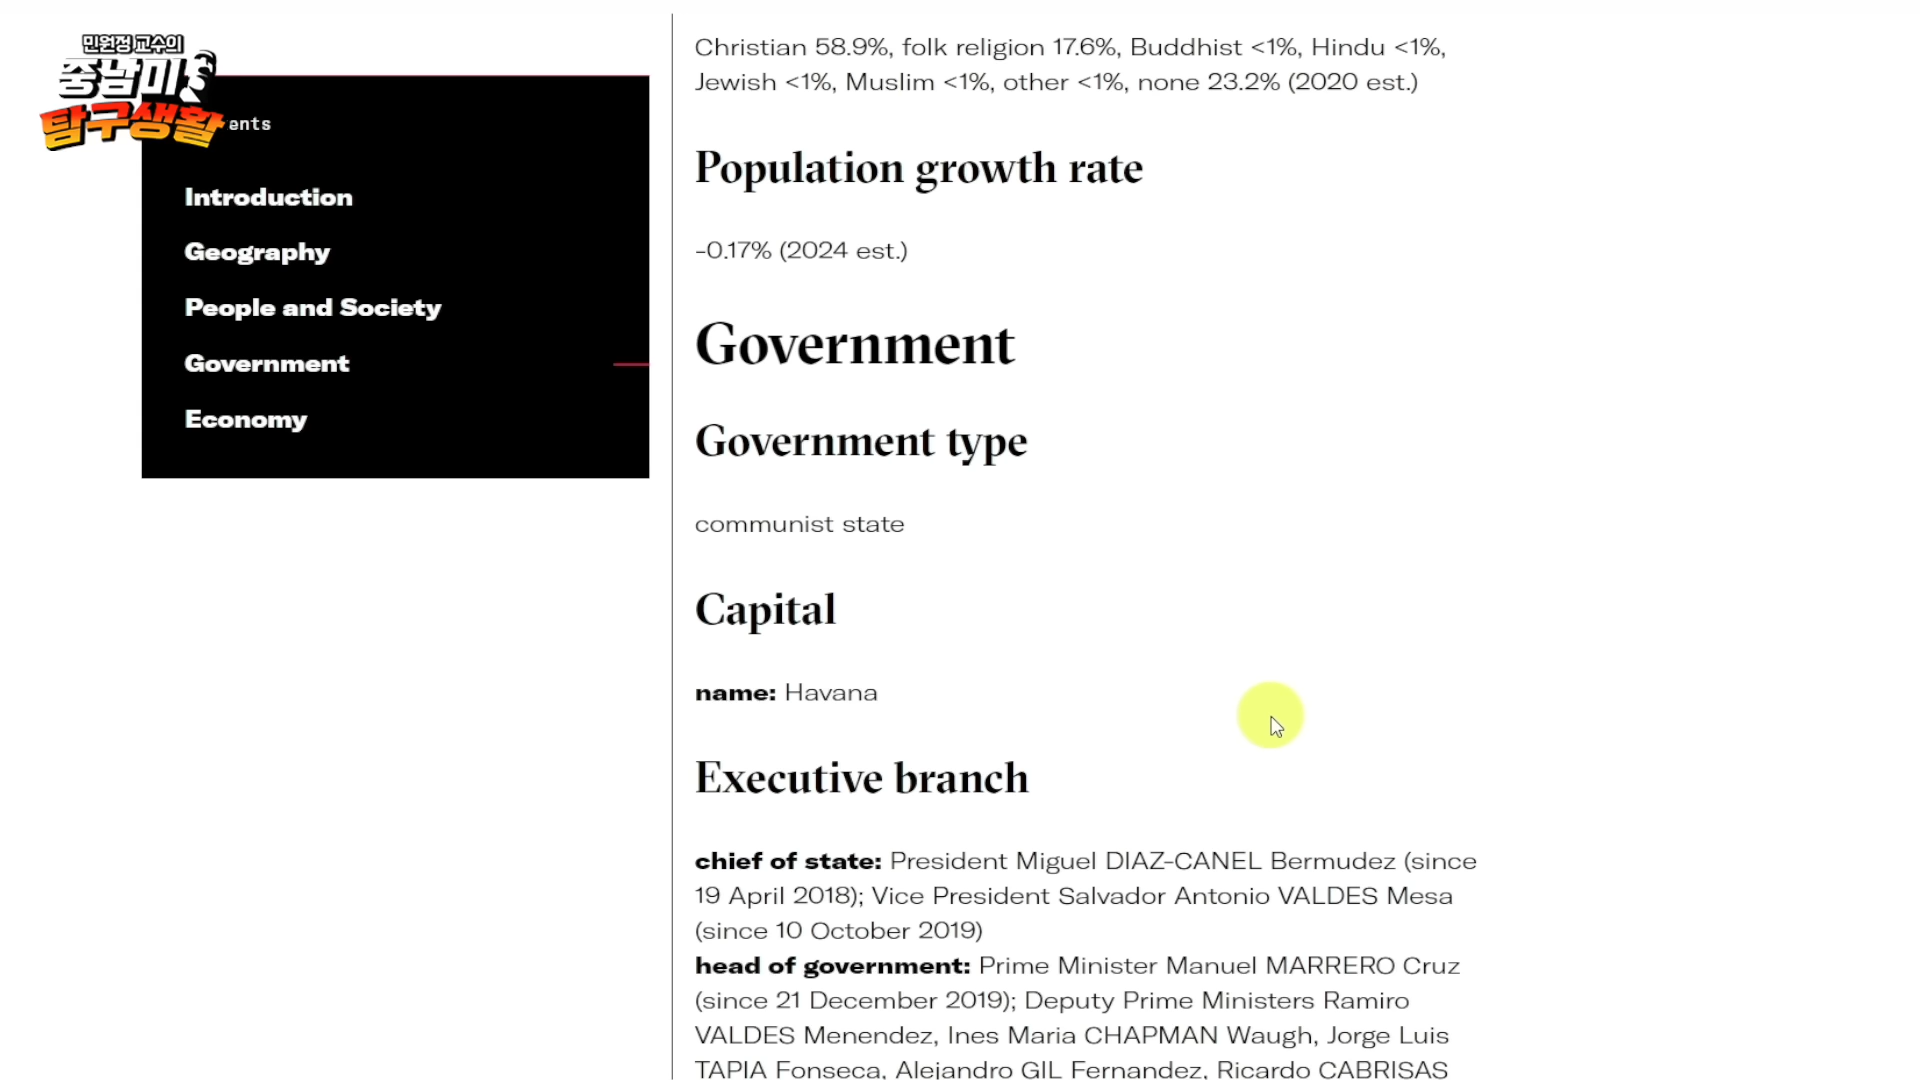 민원정 교수의
중남미
탐구생활
ents
Introduction
Geography
People and Society
Government
Economy
Christian 58.9%, folk religion 17.6%, Buddhist <1%, Hindu <1%,
Jewish <1%, Muslim <1%, other <1%, none 23.2% (2020 est.)
Population growth rate
-0.17% (2024 est.)
Government
Government type
communist state
Capital
name: Havana
Executive branch
chief of state: President Miguel DIAZ-CANEL Bermudez (since
19 April 2018); Vice President Salvador Antonio VALDES Mesa
(since 10 October 2019)
head of government: Prime Minister Manuel MARRERO Cruz
(since 21 December 2019); Deputy Prime Ministers Ramiro
VALDES Menendez, Ines Maria CHAPMAN Waugh, Jorge Luis
TAPIA Fonseca, Alejandro GIL Fernandez, Ricardo CABRISAS